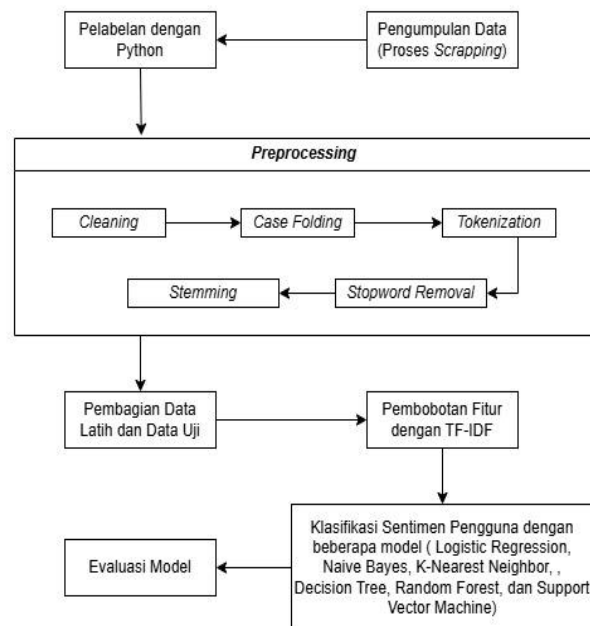 Pelabelan dengan
Python
Pengumpulan Data
(Proses Scrapping)
Preprocessing
Cleaning
Case Folding
Tokenization
Stemming
Stopword Removal
Pembagian Data
Latih dan Data Uji
Pembobotan Fitur
dengan TF-IDF
Klasifikasi Sentimen Pengguna dengan
beberapa model ( Logistic Regression,
Naive Bayes, K-Nearest Neighbor, ,
Decision Tree, Random Forest, dan Support
Vector Machine)
Evaluasi Model